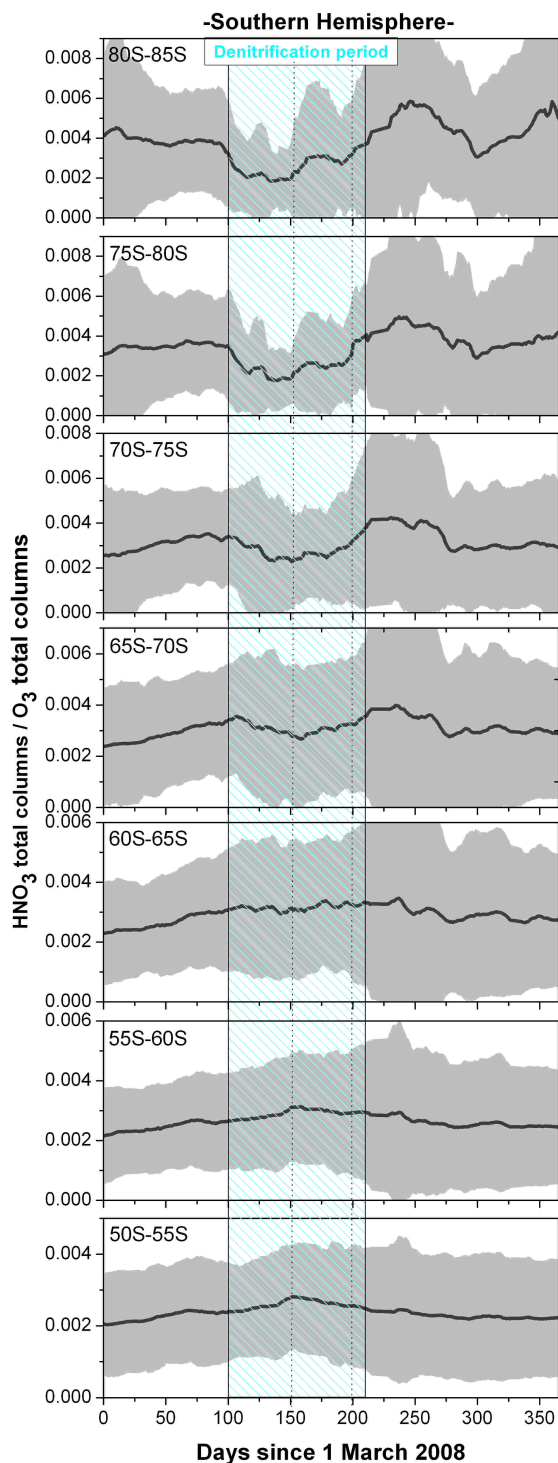 -Southern Hemisphere-
Denitrification period
80S-85S
0.008
0.006
0.004
0.002
0.000
75S-80S
0.008
0.006
0.004
0.002
0.000
70S-75S
0.008
0.006
0.004
0.002
0.000
65S-70S
0.006
0.003
0.000
60S-65S
0.006
0.004
0.002
0.000
55S-60S
0.006
0.004
0.002
0.000
50S-55S
0.004
0.002
0.000
HNO3 total columns / O3 total columns
0 50 100 150 200 250 300 350
Days since 1 March 2008